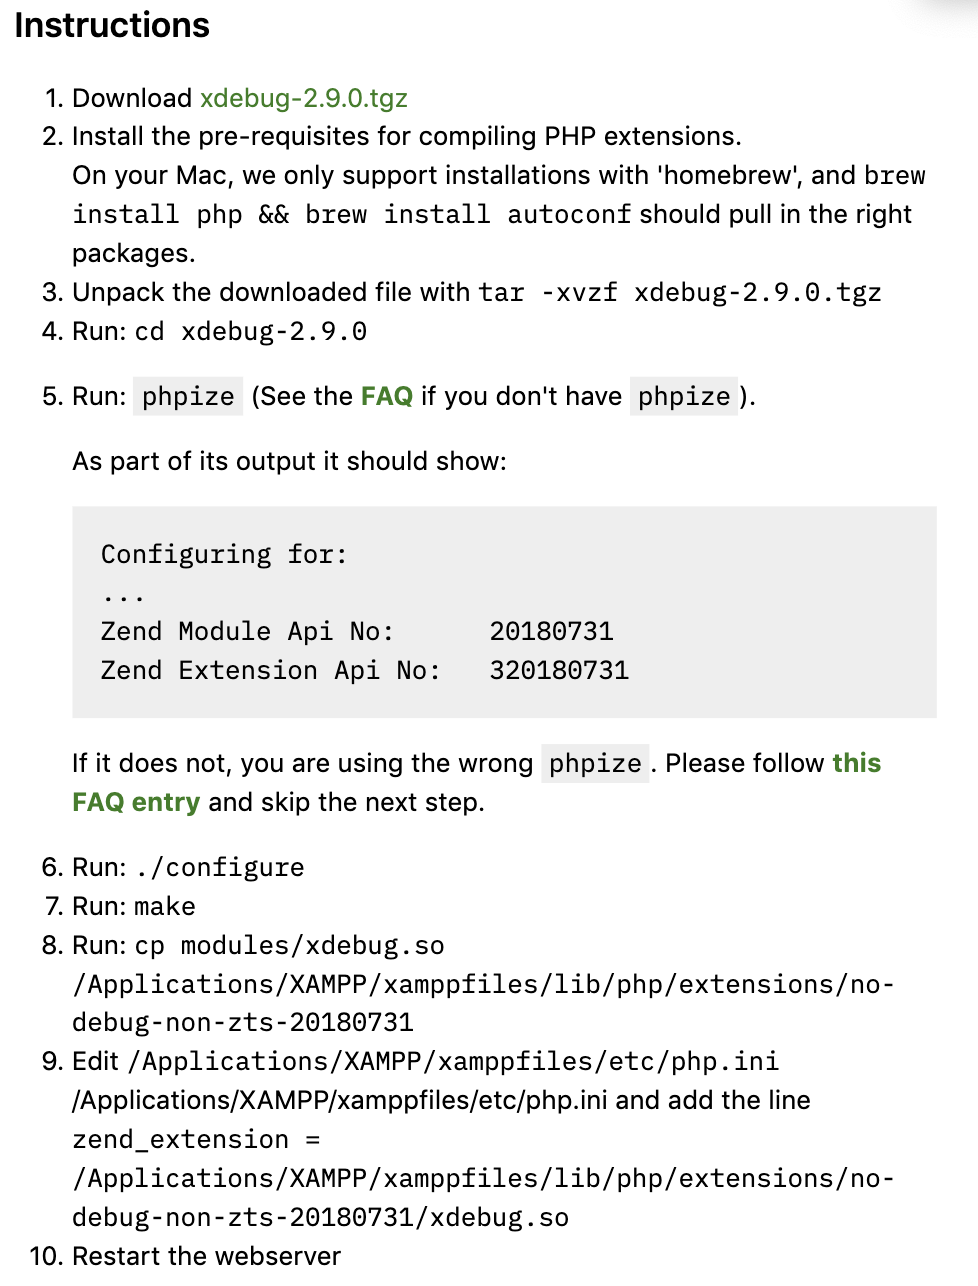 Instructions
1. Download xdebug-2.9.0.tgz
2. Install the pre-requisites for compiling PHP extensions.
On your Mac, we only support installations with 'homebrew', and brew
install php && brew install autoconf should pull in the right
packages.
3. Unpack the downloaded file with tar -xvzf xdebug-2.9.0.tgz
4. Run: cd xdebug-2.9.0
5. Run: phpize (See the FAQ if you don't have phpize ).
As part of its output it should show:
Configuring for:
...
Zend Module Api No:      20180731
Zend Extension Api No:   320180731
If it does not, you are using the wrong phpize . Please follow this
FAQ entry and skip the next step.
6. Run: ./configure
7. Run: make
8. Run: cp modules/xdebug.so
/Applications/XAMPP/xamppfiles/lib/php/extensions/no-
debug-non-zts-20180731
9. Edit /Applications/XAMPP/xamppfiles/etc/php.ini
/Applications/XAMPP/xamppfiles/etc/php.ini and add the line
zend_extension =
/Applications/XAMPP/xamppfiles/lib/php/extensions/no-
debug-non-zts-20180731/xdebug.so
10. Restart the webserver